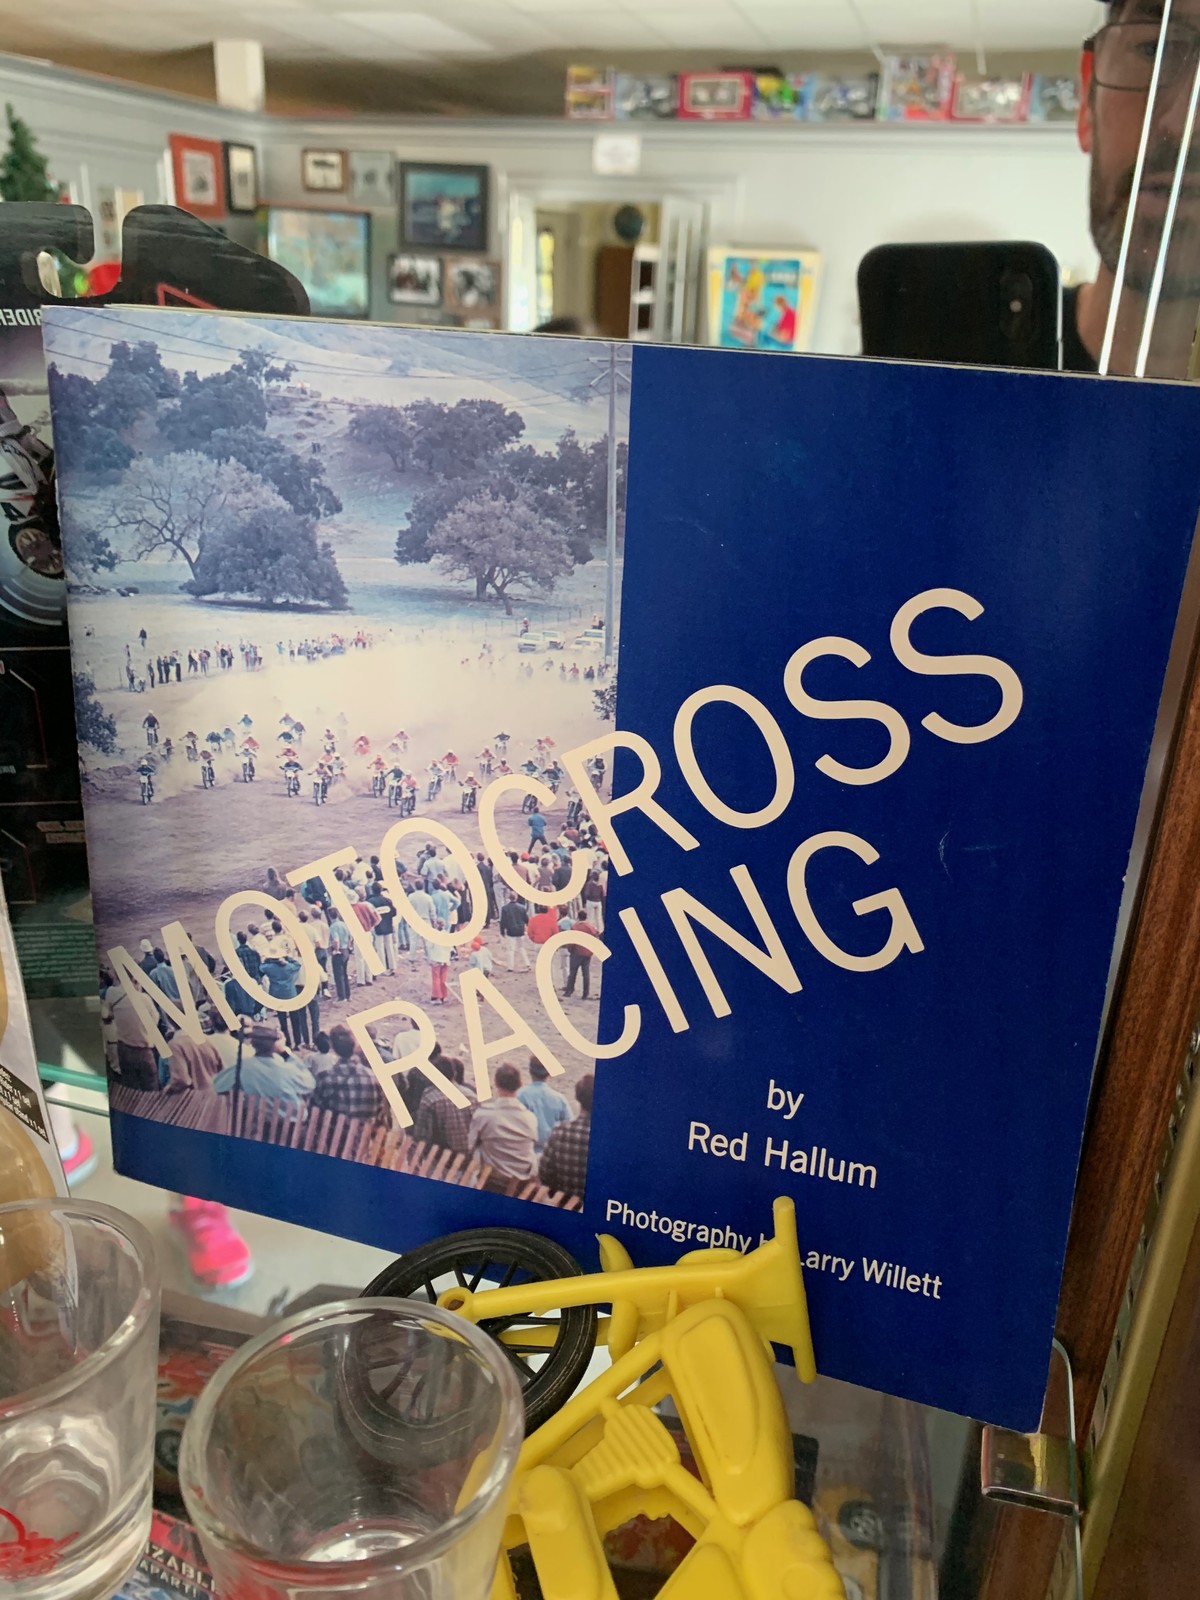 MOTOCROSS
RACING
by
Red Hallum
Photography
Larry Willett